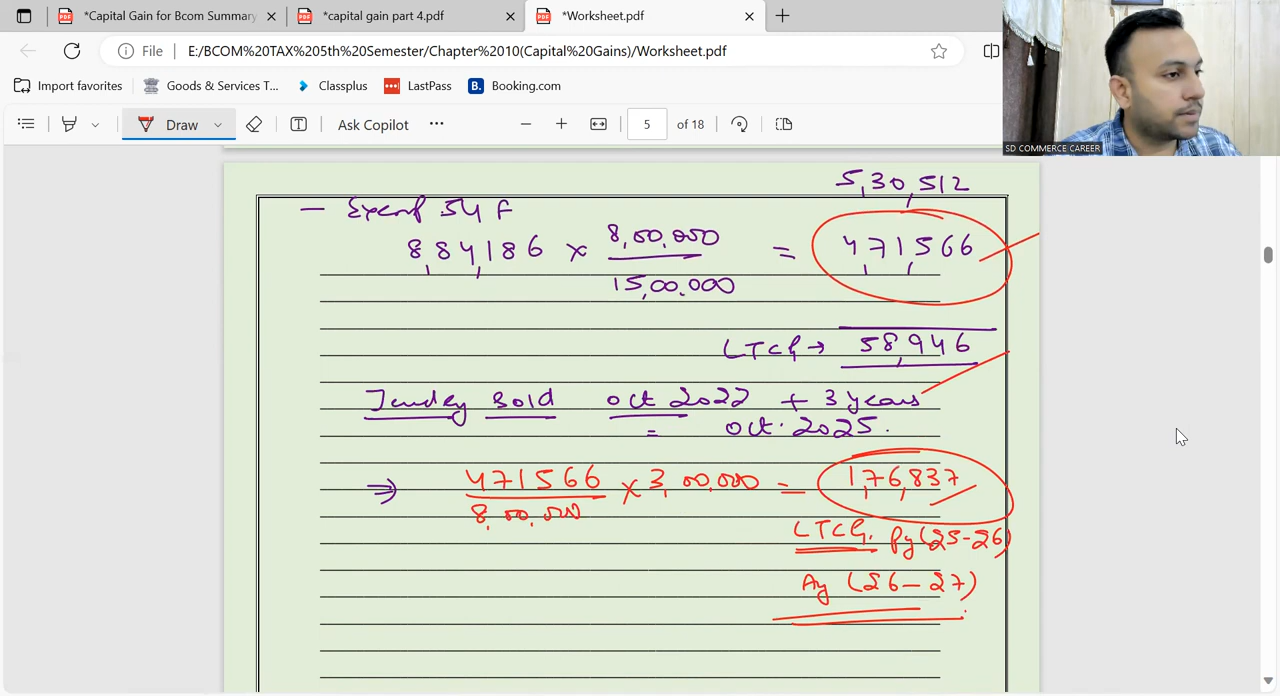 *Capital Gain for Bcom Summary
*capital gain part 4.pdf
*Worksheet.pdf
File
E:/BCOM%20TAX%205th%20Semester/Chapter%2010(Capital%20Gains)/Worksheet.pdf
Import favorites
Goods & Services T...
Classplus
LastPass
B. Booking.com
Draw
Ask Copilot
5 of 18
SD COMMERCE CAREER
5,30,512
— Exemp 54 F
8,84,186 × 8,00,000 / 15,00,000 = 4,71,566
LTCG → 58,946
Sold Oct 2022 + 3 years
= Oct. 2025.
⇒ 471566 / 8,00,000 × 3,00,000 = 1,76,837
LTCG. Py (25-26)
Ay (26-27)